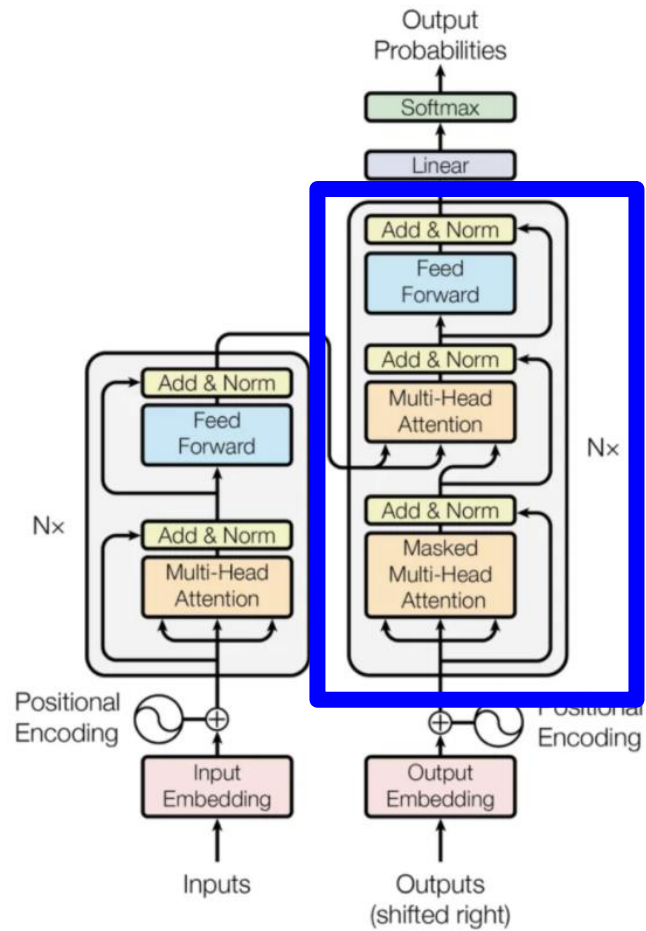 Output
Probabilities
Softmax
Linear
Add & Norm
Feed
Forward
Add & Norm
Multi-Head
Attention
Nx
Add & Norm
Masked
Multi-Head
Attention
Add & Norm
Feed
Forward
Nx
Add & Norm
Multi-Head
Attention
Positional
Encoding
Positional
Encoding
Input
Embedding
Output
Embedding
Inputs
Outputs
(shifted right)